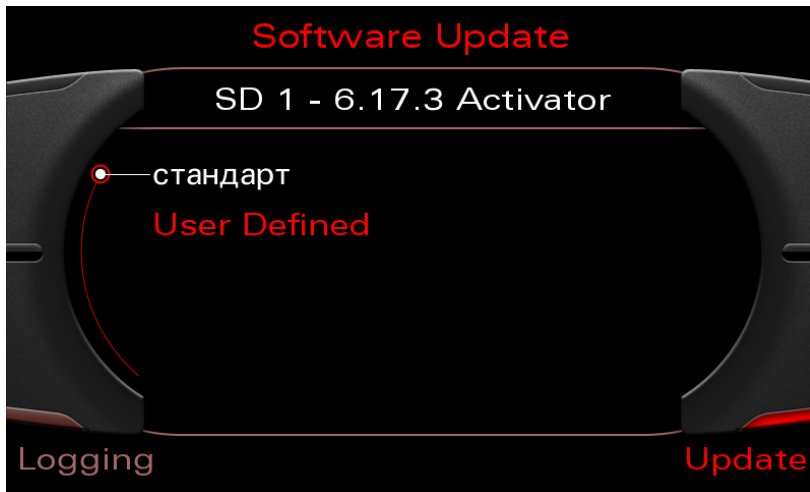 Software Update
SD 1 - 6.17.3 Activator
стандарт
User Defined
Logging
Update